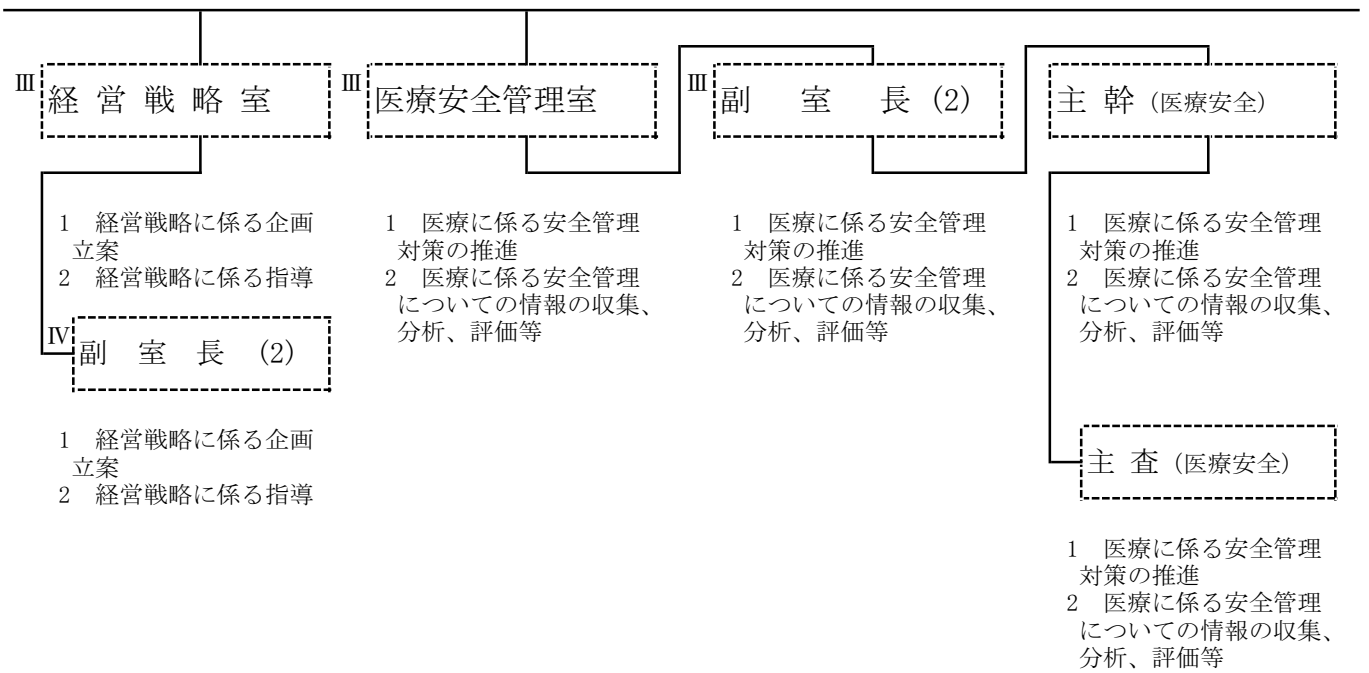 Ⅲ 経営戦略室
1 経営戦略に係る企画
立案
2 経営戦略に係る指導
Ⅳ 副室長 (2)
1 経営戦略に係る企画
立案
2 経営戦略に係る指導
Ⅲ 医療安全管理室
1 医療に係る安全管理
対策の推進
2 医療に係る安全管理
についての情報の収集、
分析、評価等
Ⅲ 副室長 (2)
1 医療に係る安全管理
対策の推進
2 医療に係る安全管理
についての情報の収集、
分析、評価等
主幹 (医療安全)
1 医療に係る安全管理
対策の推進
2 医療に係る安全管理
についての情報の収集、
分析、評価等
主査 (医療安全)
1 医療に係る安全管理
対策の推進
2 医療に係る安全管理
についての情報の収集、
分析、評価等